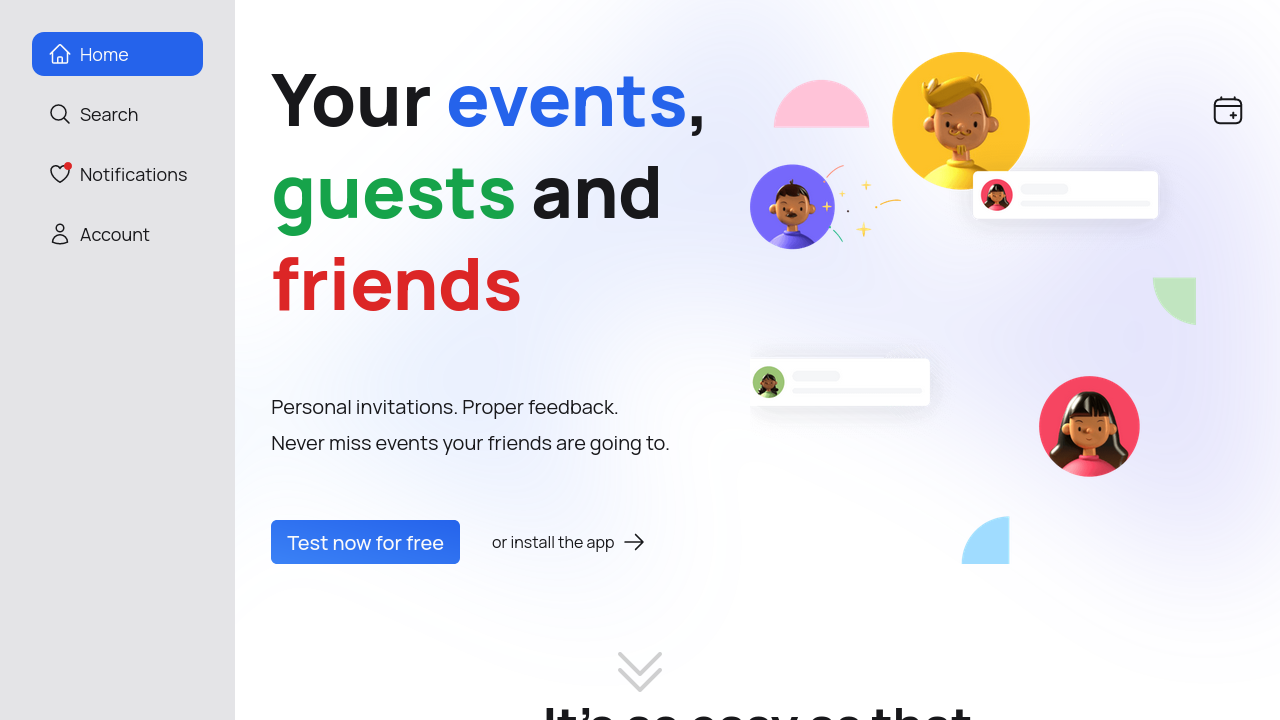 Home
Search
Notifications
Account
Your events,
guests and
friends
Personal invitations. Proper feedback.
Never miss events your friends are going to.
Test now for free
or install the app
It's so easy so that